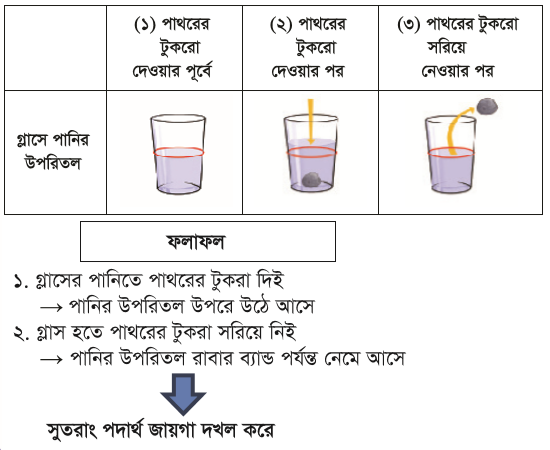 (১) পাথরের
টুকরো
দেওয়ার পূর্বে
(২) পাথরের
টুকরো
দেওয়ার পর
(৩) পাথরের টুকরো
সরিয়ে
নেওয়ার পর
গ্লাসে পানির
উপরিতল
ফলাফল
১. গ্লাসের পানিতে পাথরের টুকরা দিই
→ পানির উপরিতল উপরে উঠে আসে
২. গ্লাস হতে পাথরের টুকরা সরিয়ে নিই
→ পানির উপরিতল রাবার ব্যান্ড পর্যন্ত নেমে আসে
সুতরাং পদার্থ জায়গা দখল করে